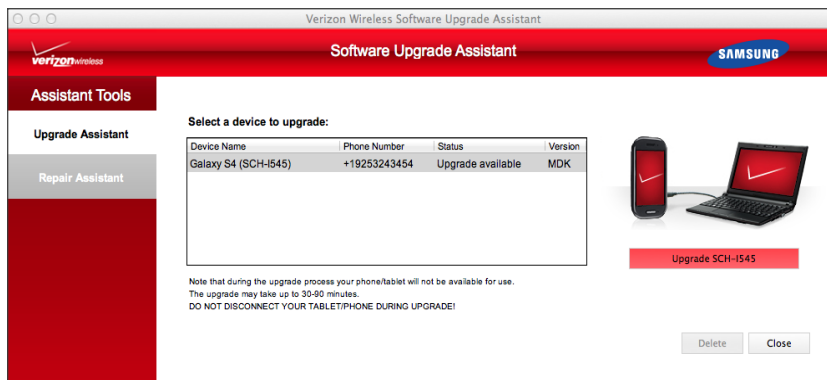 Verizon Wireless Software Upgrade Assistant
verizonwireless
Software Upgrade Assistant
SAMSUNG
Assistant Tools
Upgrade Assistant
Repair Assistant
Select a device to upgrade:
Device Name Phone Number Status Version
Galaxy S4 (SCH-I545) +19253243454 Upgrade available MDK
Upgrade SCH-I545
Note that during the upgrade process your phone/tablet will not be available for use.
The upgrade may take up to 30-90 minutes.
DO NOT DISCONNECT YOUR TABLET/PHONE DURING UPGRADE!
Delete Close